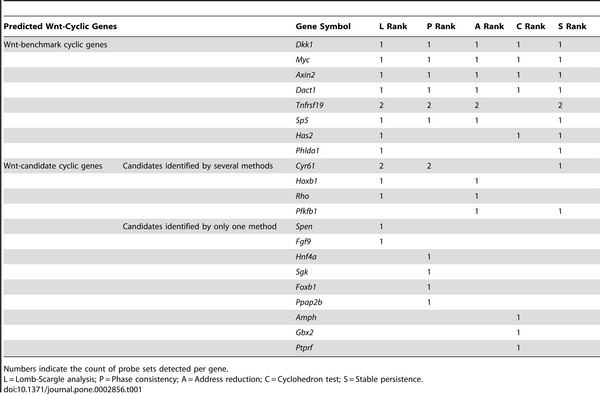 Predicted Wnt-Cyclic Genes Gene Symbol L Rank P Rank A Rank C Rank S Rank
Wnt-benchmark cyclic genes Dkk1 1 1 1 1 1
Myc 1 1 1 1 1
Axin2 1 1 1 1 1
Dact1 1 1 1 1 1
Tnfrsf19 2 2 2 2
Sp5 1 1 1 1
Has2 1 1 1
Phlda1 1 1
Wnt-candidate cyclic genes Candidates identified by several methods Cyr61 2 2 1
Hoxb1 1 1
Rho 1 1
Pfkfb1 1 1
Candidates identified by only one method Spen 1
Fgf9 1
Hnf4a 1
Sgk 1
Foxb1 1
Ppap2b 1
Amph 1
Gbx2 1
Ptprf 1
Numbers indicate the count of probe sets detected per gene.
L = Lomb-Scargle analysis; P = Phase consistency; A = Address reduction; C = Cyclohedron test; S = Stable persistence.
doi:10.1371/journal.pone.0002856.t001